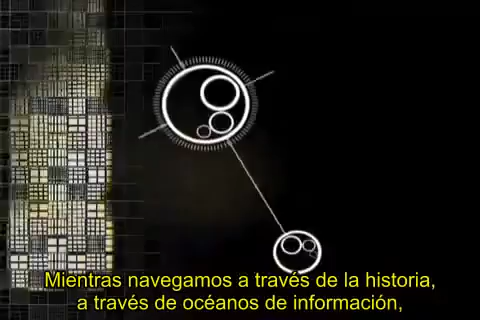 Mientras navegamos a través de la historia,
a través de océanos de información,